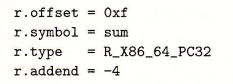 r.offset = 0xf
r.symbol = sum
r.type   = R_X86_64_PC32
r.addend = -4